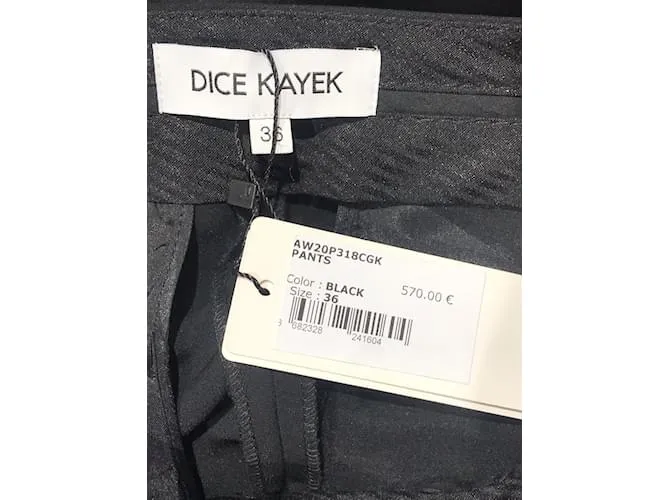 DICE KAYEK
36
AW20P318CGK
PANTS
Color : BLACK 570.00 €
Size : 36
682328 241604